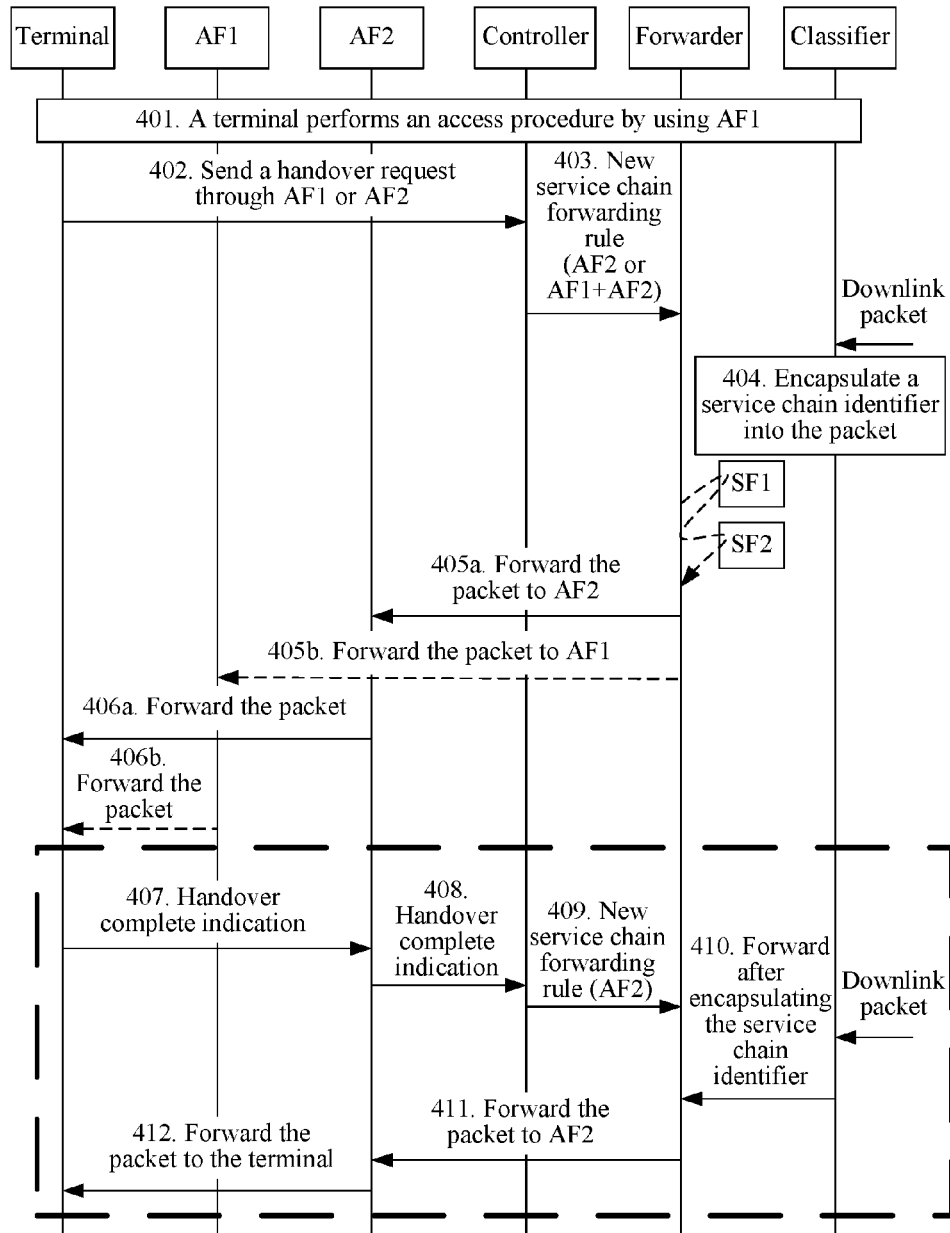 Terminal
AF1
AF2
Controller
Forwarder
Classifier
401. A terminal performs an access procedure by using AF1
402. Send a handover request
through AF1 or AF2
403. New
service chain
forwarding
rule
(AF2 or
AF1+AF2)
Downlink
packet
404. Encapsulate a
service chain identifier
into the packet
SF1
SF2
405a. Forward the
packet to AF2
405b. Forward the packet to AF1
406a. Forward the packet
406b.
Forward the
packet
407. Handover
complete indication
408.
Handover
complete
indication
409. New
service chain
forwarding
rule (AF2)
410. Forward
after
encapsulating
the service
chain
identifier
Downlink
packet
411. Forward the
packet to AF2
412. Forward the
packet to the terminal